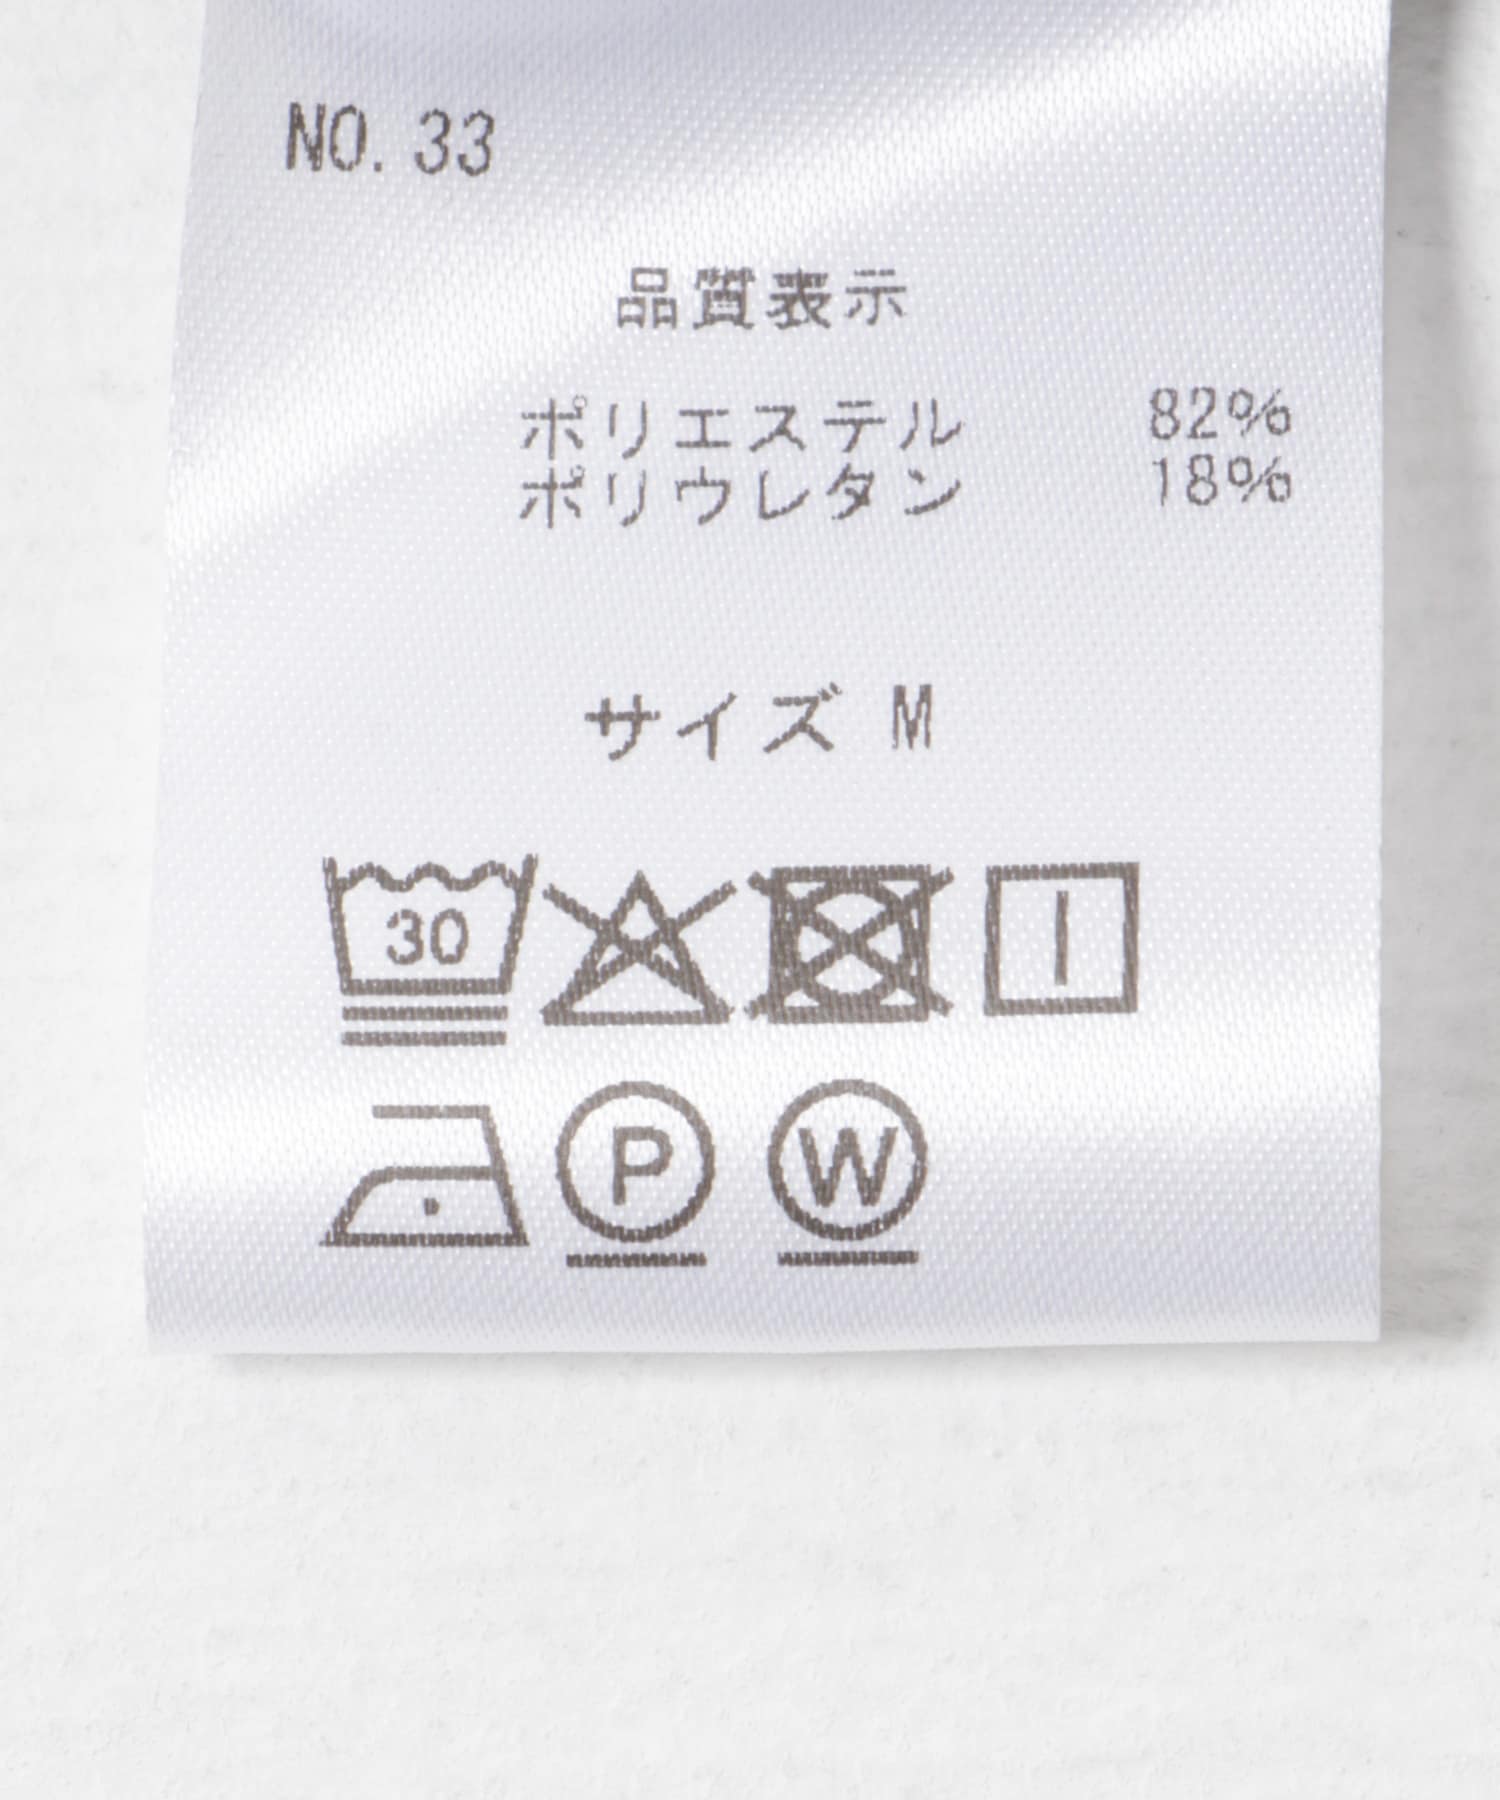 NO. 33
品質表示
ポリエステル 82%
ポリウレタン 18%
サイズ M
30
P W